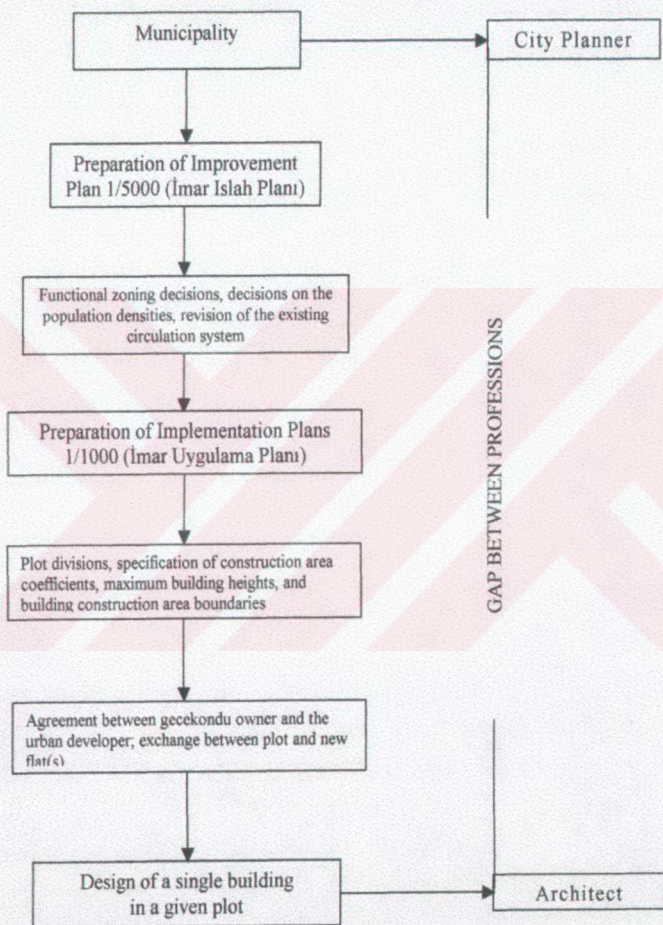 Municipality
City Planner
Preparation of Improvement
Plan 1/5000 (İmar Islah Planı)
Functional zoning decisions, decisions on the
population densities, revision of the existing
circulation system
Preparation of Implementation Plans
1/1000 (İmar Uygulama Planı)
Plot divisions, specification of construction area
coefficients, maximum building heights, and
building construction area boundaries
Agreement between gecekondu owner and the
urban developer; exchange between plot and new
flat(s)
Design of a single building
in a given plot
Architect
GAP BETWEEN PROFESSIONS